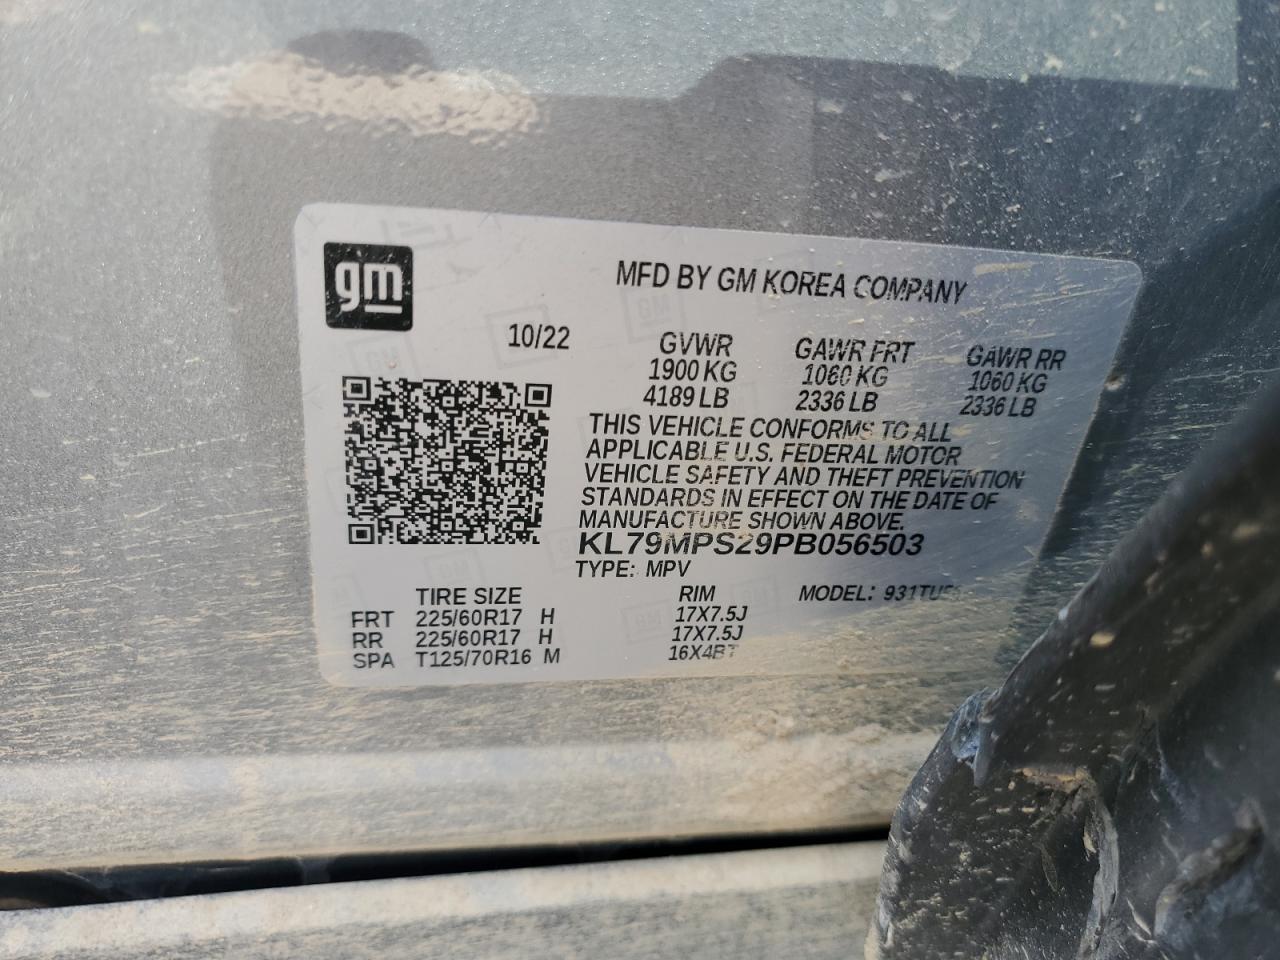 gm
MFD BY GM KOREA COMPANY
10/22
GVWR GAWR FRT GAWR RR
1900 KG 1060 KG 1060 KG
4189 LB 2336 LB 2336 LB
THIS VEHICLE CONFORMS TO ALL
APPLICABLE U.S. FEDERAL MOTOR
VEHICLE SAFETY AND THEFT PREVENTION
STANDARDS IN EFFECT ON THE DATE OF
MANUFACTURE SHOWN ABOVE.
KL79MPS29PB056503
TYPE: MPV
TIRE SIZE RIM MODEL:
FRT 225/60R17 H 17X7.5J
RR 225/60R17 H 17X7.5J
SPA T125/70R16 M 16X4BT